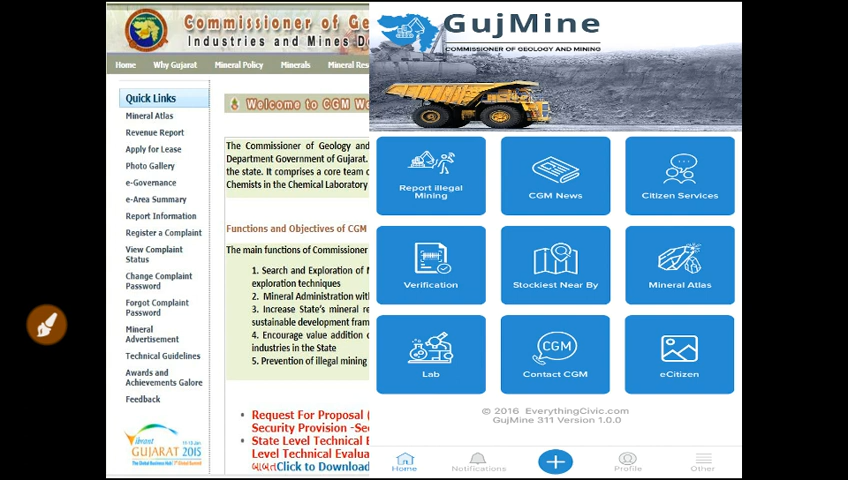 Commissioner of Ge
Industries and Mines D
Home Why Gujarat Mineral Policy Minerals Mineral Res
Quick Links
Mineral Atlas
Revenue Report
Apply for Lease
Photo Gallery
e-Governance
e-Area Summary
Report Information
Register a Complaint
View Complaint
Status
Change Complaint
Password
Forgot Complaint
Password
Mineral
Advertisement
Technical Guidelines
Awards and
Achievements Galore
Feedback
Vibrant
GUJARAT 2015
Welcome to CGM We
The Commissioner of Geology and
Department Government of Gujarat.
the state. It comprises a core team o
Chemists in the Chemical Laboratory
Functions and Objectives of CGM
The main functions of Commissioner
1. Search and Exploration of M
exploration techniques
2. Mineral Administration with
3. Increase State's mineral re
sustainable development fram
4. Encourage value addition o
industries in the State
5. Prevention of illegal mining
Request For Proposal (
Security Provision -Se
State Level Technical E
Level Technical Evalua
બાબતClick to Download
GujMine
COMMISSIONER OF GEOLOGY AND MINING
Report illegal
Mining
CGM News
Citizen Services
Verification
Stockiest Near By
Mineral Atlas
Lab
CGM
Contact CGM
eCitizen
© 2016 EverythingCivic.com
GujMine 311 Version 1.0.0
Home Notifications Profile Other